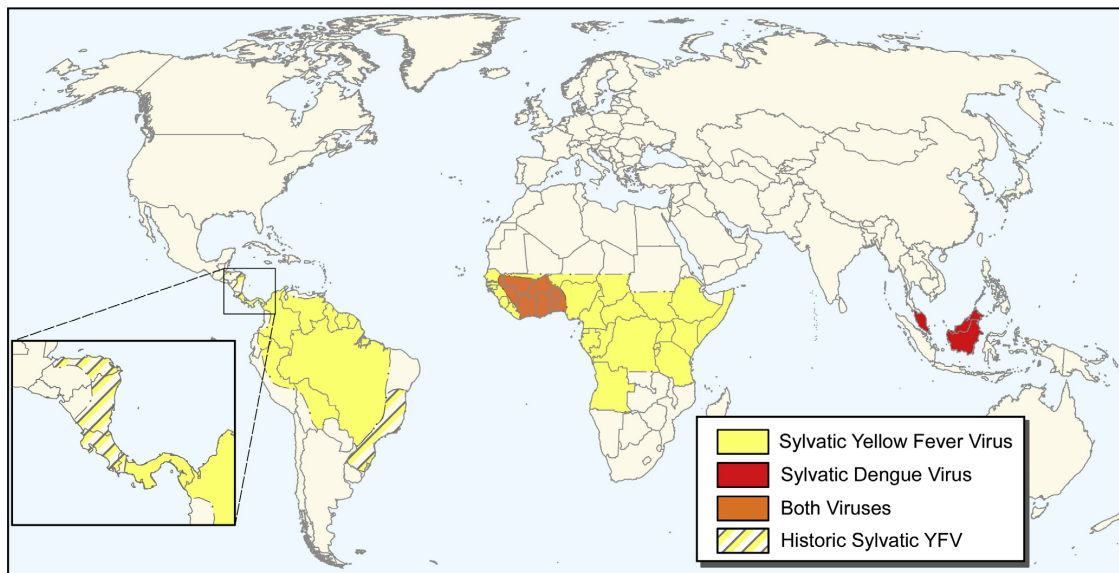 Sylvatic Yellow Fever Virus
Sylvatic Dengue Virus
Both Viruses
Historic Sylvatic YFV